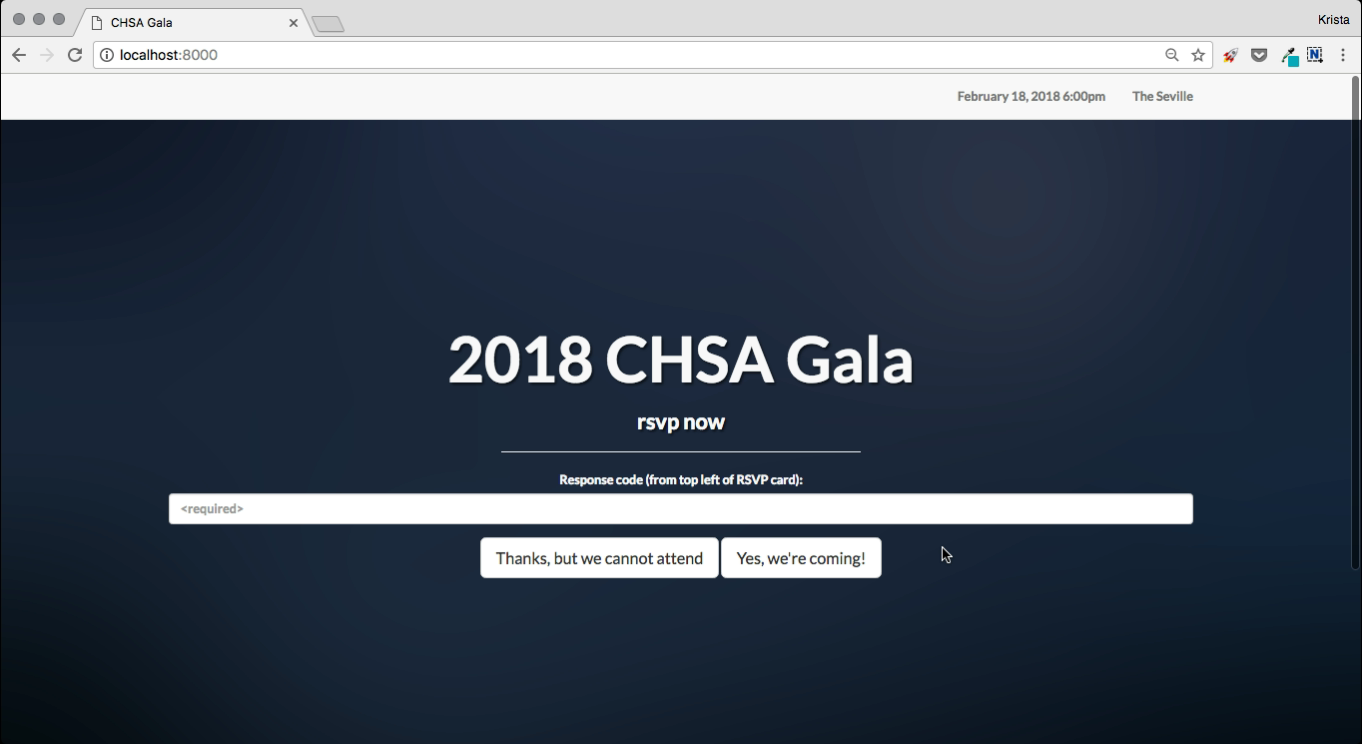 CHSA Gala
Krista
localhost:8000
N
February 18, 2018 6:00pm The Seville
2018 CHSA Gala
rsvp now
Response code (from top left of RSVP card):
<required>
Thanks, but we cannot attend Yes, we're coming!